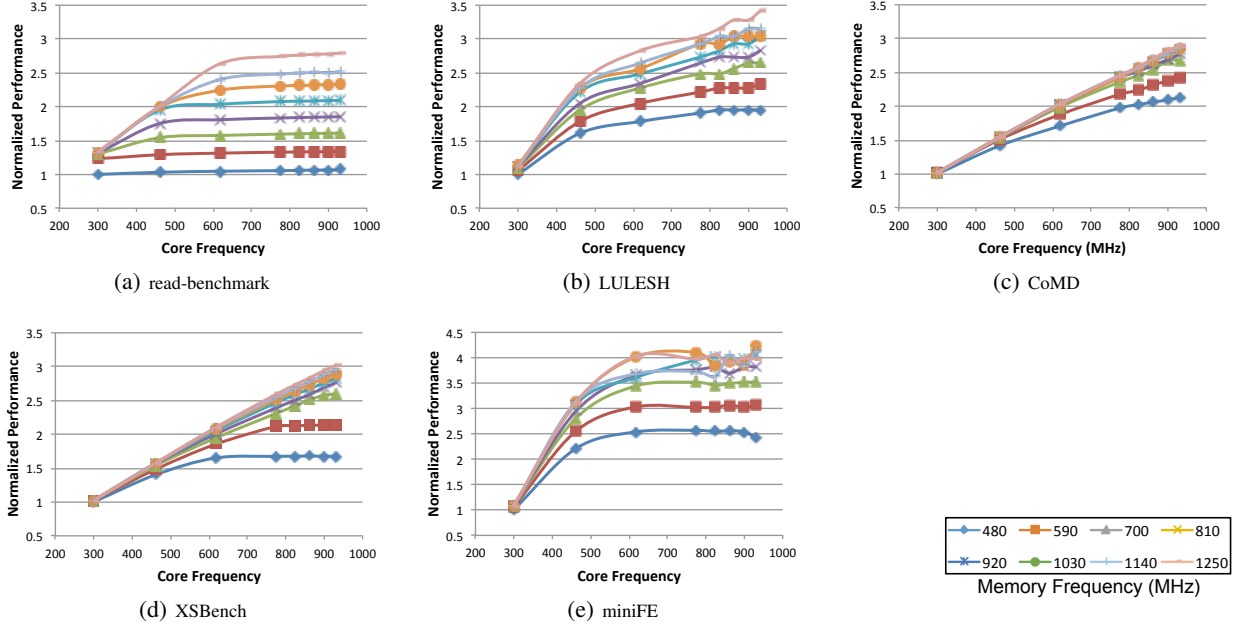 Normalized Performance
3.5
3
2.5
2
1.5
1
0.5
200 300 400 500 600 700 800 900 1000
Core Frequency
(a) read-benchmark
Normalized Performance
3.5
3
2.5
2
1.5
1
0.5
200 300 400 500 600 700 800 900 1000
Core Frequency
(b) LULESH
Normalized Performance
3.5
3
2.5
2
1.5
1
0.5
200 300 400 500 600 700 800 900 1000
Core Frequency (MHz)
(c) CoMD
Normalized Performance
3.5
3
2.5
2
1.5
1
0.5
200 300 400 500 600 700 800 900 1000
Core Frequency
(d) XSBench
Normalized Performance
4.5
4
3.5
3
2.5
2
1.5
1
0.5
200 300 400 500 600 700 800 900 1000
Core Frequency
(e) miniFE
480 590 700 810
920 1030 1140 1250
Memory Frequency (MHz)